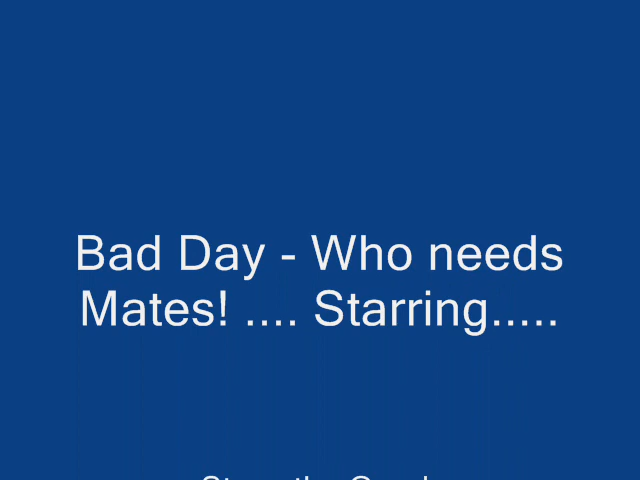 Bad Day - Who needs
Mates! .... Starring.....